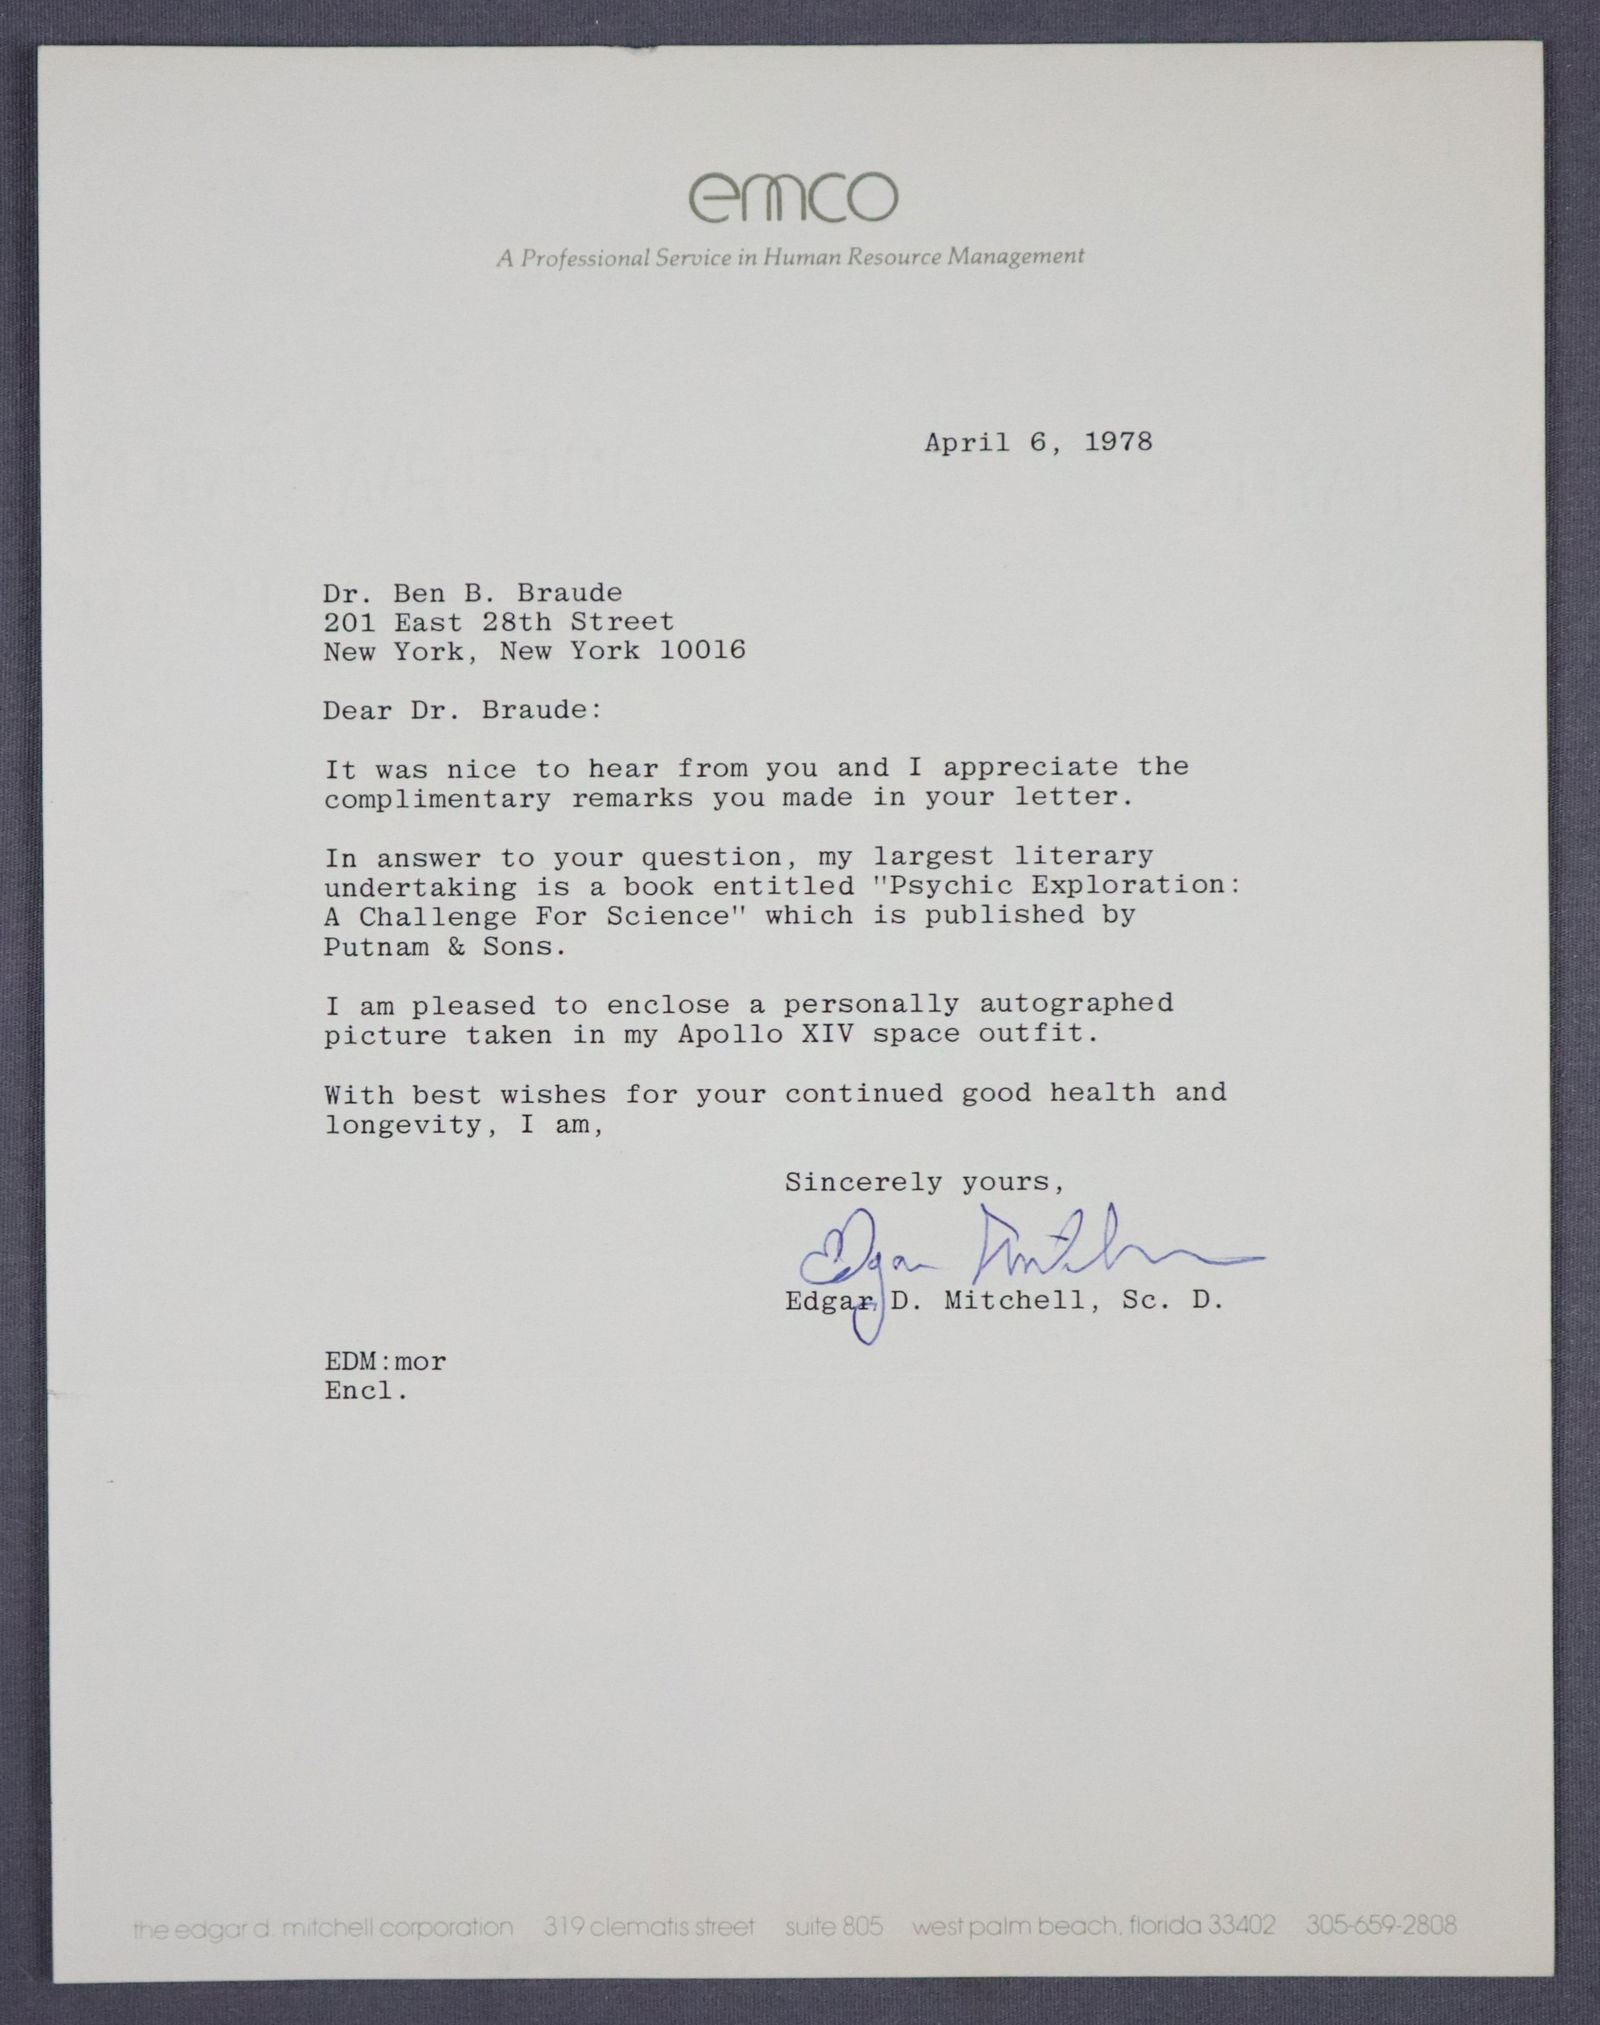 emco
A Professional Service in Human Resource Management
April 6, 1978
Dr. Ben B. Braude
201 East 28th Street
New York, New York 10016
Dear Dr. Braude:
It was nice to hear from you and I appreciate the
complimentary remarks you made in your letter.
In answer to your question, my largest literary
undertaking is a book entitled "Psychic Exploration:
A Challenge For Science" which is published by
Putnam & Sons.
I am pleased to enclose a personally autographed
picture taken in my Apollo XIV space outfit.
With best wishes for your continued good health and
longevity, I am,
Sincerely yours,
Edgar Mitchell
Edgar D. Mitchell, Sc. D.
EDM:mor
Encl.
the edgar d. mitchell corporation 319 clematis street suite 805 west palm beach, florida 33402 305-659-2808